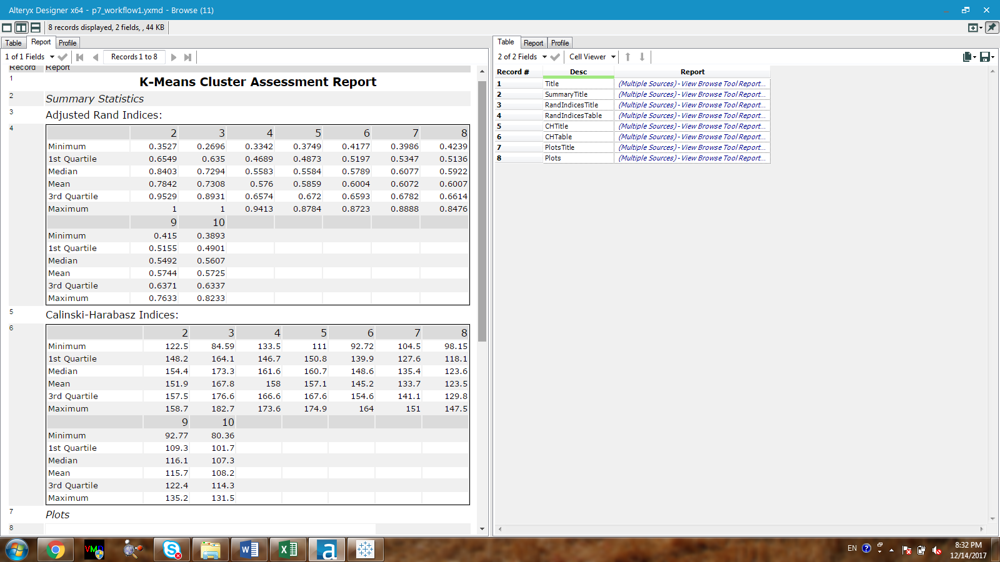 Alteryx Designer x64 - p7_workflow1.yxmd - Browse (11)
8 records displayed, 2 fields, , 44 KB
Table Report Profile
1 of 1 Fields Records 1 to 8
Record Report
1 K-Means Cluster Assessment Report
2 Summary Statistics
3 Adjusted Rand Indices:
4
2 3 4 5 6 7 8
Minimum 0.3527 0.2696 0.3342 0.3749 0.4177 0.3986 0.4239
1st Quartile 0.6549 0.635 0.4689 0.4873 0.5197 0.5347 0.5136
Median 0.8403 0.7294 0.5583 0.5584 0.5789 0.6077 0.5922
Mean 0.7842 0.7308 0.576 0.5859 0.6004 0.6072 0.6007
3rd Quartile 0.9529 0.8931 0.6574 0.672 0.6593 0.6782 0.6614
Maximum 1 1 0.9413 0.8784 0.8723 0.8888 0.8476
9 10
Minimum 0.415 0.3893
1st Quartile 0.5155 0.4901
Median 0.5492 0.5607
Mean 0.5744 0.5725
3rd Quartile 0.6371 0.6337
Maximum 0.7633 0.8233
5 Calinski-Harabasz Indices:
6
2 3 4 5 6 7 8
Minimum 122.5 84.59 133.5 111 92.72 104.5 98.15
1st Quartile 148.2 164.1 146.7 150.8 139.9 127.6 118.1
Median 154.4 173.3 161.6 160.7 148.6 135.4 123.6
Mean 151.9 167.8 158 157.1 145.2 133.7 123.5
3rd Quartile 157.5 176.6 166.6 167.6 154.6 141.1 129.8
Maximum 158.7 182.7 173.6 174.9 164 151 147.5
9 10
Minimum 92.77 80.36
1st Quartile 109.3 101.7
Median 116.1 107.3
Mean 115.7 108.2
3rd Quartile 122.4 114.3
Maximum 135.2 131.5
7 Plots
8
Table Report Profile
2 of 2 Fields Cell Viewer
Record # Desc Report
1 Title (Multiple Sources) - View Browse Tool Report...
2 SummaryTitle (Multiple Sources) - View Browse Tool Report...
3 RandIndicesTitle (Multiple Sources) - View Browse Tool Report...
4 RandIndicesTable (Multiple Sources) - View Browse Tool Report...
5 CHTitle (Multiple Sources) - View Browse Tool Report...
6 CHTable (Multiple Sources) - View Browse Tool Report...
7 PlotsTitle (Multiple Sources) - View Browse Tool Report...
8 Plots (Multiple Sources) - View Browse Tool Report...
VMD
EN
8:32 PM
12/14/2017